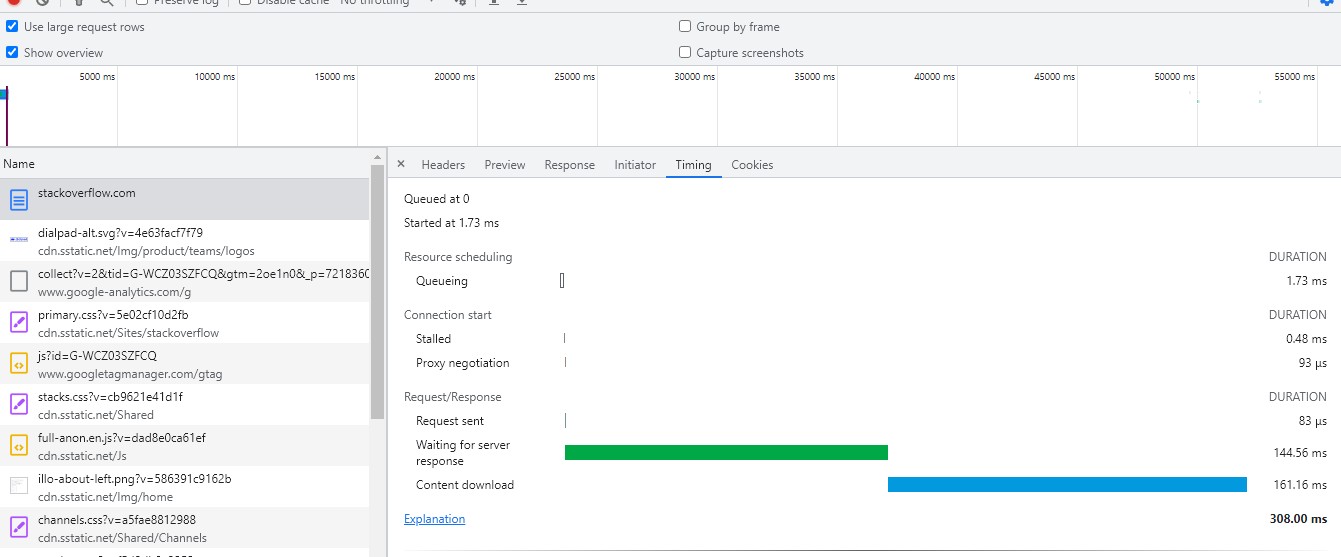 Preserve log Disable cache No throttling
Use large request rows Group by frame
Show overview Capture screenshots
5000 ms 10000 ms 15000 ms 20000 ms 25000 ms 30000 ms 35000 ms 40000 ms 45000 ms 50000 ms 55000 ms
Name
× Headers Preview Response Initiator Timing Cookies
stackoverflow.com
dialpad-alt.svg?v=4e63facf7f79
cdn.sstatic.net/Img/product/teams/logos
collect?v=2&tid=G-WCZ03SZFCQ&gtm=2oe1n0&_p=7218360
www.google-analytics.com/g
primary.css?v=5e02cf10d2fb
cdn.sstatic.net/Sites/stackoverflow
js?id=G-WCZ03SZFCQ
www.googletagmanager.com/gtag
stacks.css?v=cb9621e41d1f
cdn.sstatic.net/Shared
full-anon.en.js?v=dad8e0ca61ef
cdn.sstatic.net/Js
illo-about-left.png?v=586391c9162b
cdn.sstatic.net/Img/home
channels.css?v=a5fae8812988
cdn.sstatic.net/Shared/Channels
Queued at 0
Started at 1.73 ms
Resource scheduling DURATION
Queueing 1.73 ms
Connection start DURATION
Stalled 0.48 ms
Proxy negotiation 93 μs
Request/Response DURATION
Request sent 83 μs
Waiting for server
response 144.56 ms
Content download 161.16 ms
Explanation 308.00 ms